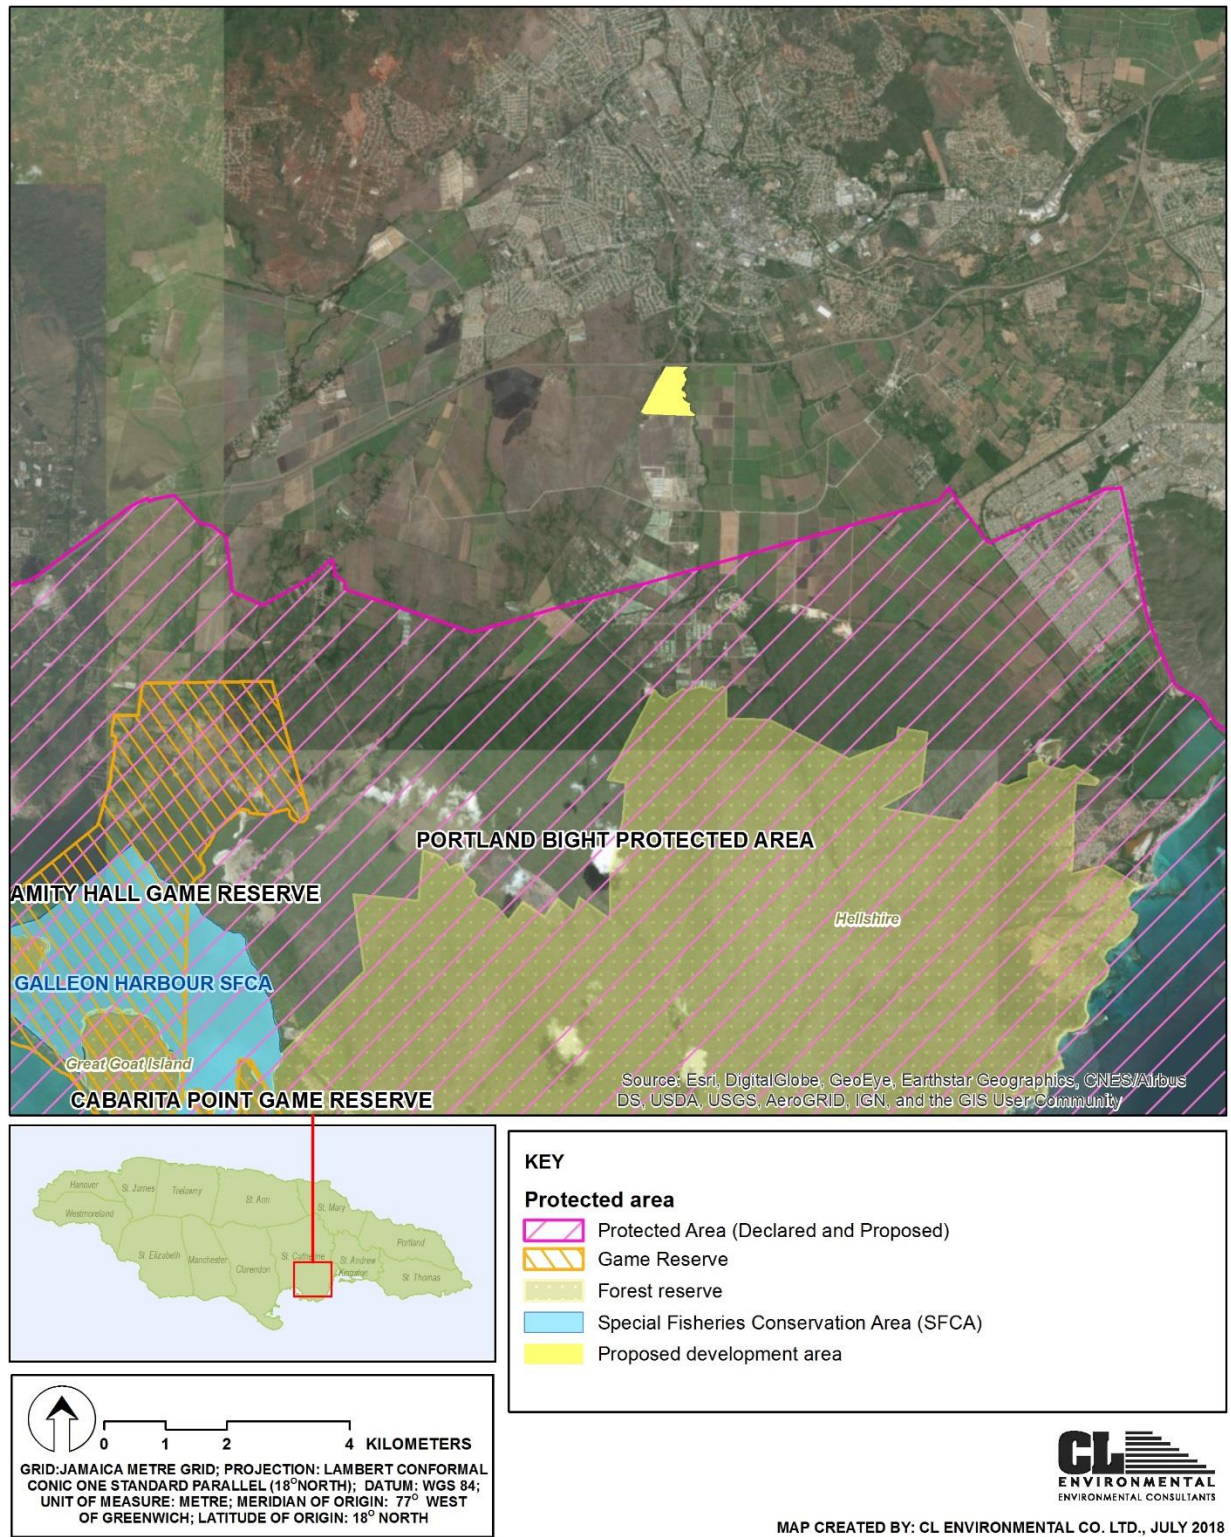 PORTLAND BIGHT PROTECTED AREA
AMITY HALL GAME RESERVE
Hellshire
GALLEON HARBOUR SFCA
Great Goat Island
CABARITA POINT GAME RESERVE
Source: Esri, DigitalGlobe, GeoEye, Earthstar Geographics, CNES/Airbus
DS, USDA, USGS, AeroGRID, IGN, and the GIS User Community
Hanover
St. James
Trelawny
St. Ann
St. Mary
Westmoreland
Portland
St. Elizabeth
Manchester
St. Catherine
St. Andrew
Clarendon
Kingston
St. Thomas
KEY
Protected area
Protected Area (Declared and Proposed)
Game Reserve
Forest reserve
Special Fisheries Conservation Area (SFCA)
Proposed development area
0 1 2 4 KILOMETERS
GRID:JAMAICA METRE GRID; PROJECTION: LAMBERT CONFORMAL
CONIC ONE STANDARD PARALLEL (18°NORTH); DATUM: WGS 84;
UNIT OF MEASURE: METRE; MERIDIAN OF ORIGIN: 77° WEST
OF GREENWICH; LATITUDE OF ORIGIN: 18° NORTH
CL
ENVIRONMENTAL
ENVIRONMENTAL CONSULTANTS
MAP CREATED BY: CL ENVIRONMENTAL CO. LTD., JULY 2018